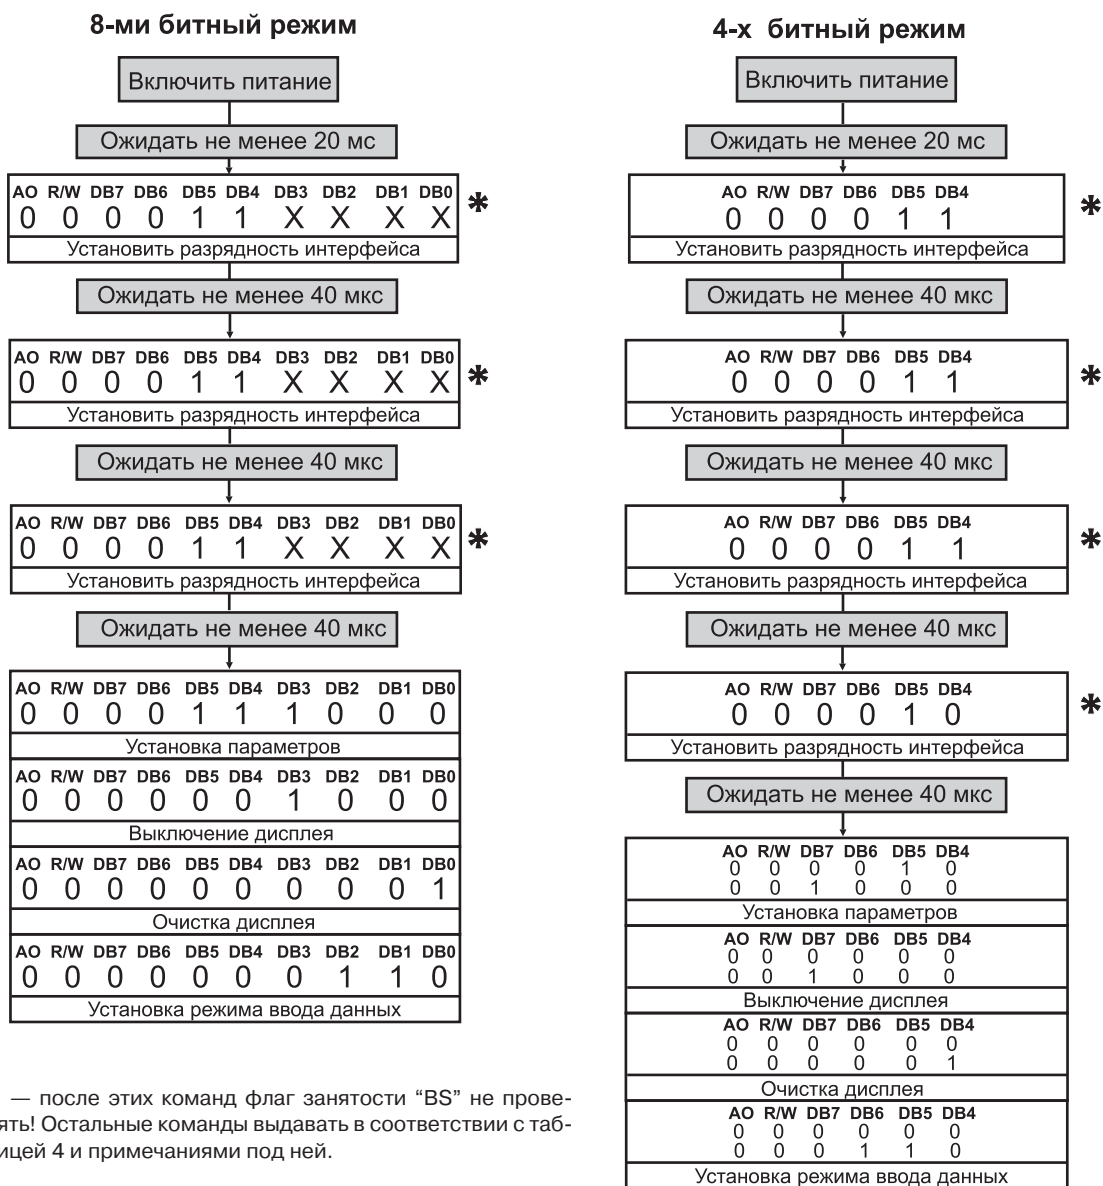 8-ми битный режим
Включить питание
Ожидать не менее 20 мс
AO R/W DB7 DB6 DB5 DB4 DB3 DB2 DB1 DB0
0 0 0 0 1 1 X X X X *
Установить разрядность интерфейса
Ожидать не менее 40 мкс
AO R/W DB7 DB6 DB5 DB4 DB3 DB2 DB1 DB0
0 0 0 0 1 1 X X X X *
Установить разрядность интерфейса
Ожидать не менее 40 мкс
AO R/W DB7 DB6 DB5 DB4 DB3 DB2 DB1 DB0
0 0 0 0 1 1 X X X X *
Установить разрядность интерфейса
Ожидать не менее 40 мкс
AO R/W DB7 DB6 DB5 DB4 DB3 DB2 DB1 DB0
0 0 0 0 1 1 1 0 0 0
Установка параметров
AO R/W DB7 DB6 DB5 DB4 DB3 DB2 DB1 DB0
0 0 0 0 0 0 1 0 0 0
Выключение дисплея
AO R/W DB7 DB6 DB5 DB4 DB3 DB2 DB1 DB0
0 0 0 0 0 0 0 0 0 1
Очистка дисплея
AO R/W DB7 DB6 DB5 DB4 DB3 DB2 DB1 DB0
0 0 0 0 0 0 0 1 1 0
Установка режима ввода данных
— после этих команд флаг занятости “BS” не прове-
ять! Остальные команды выдавать в соответствии с таб-
ицей 4 и примечаниями под ней.
4-х битный режим
Включить питание
Ожидать не менее 20 мс
AO R/W DB7 DB6 DB5 DB4
0 0 0 0 1 1 *
Установить разрядность интерфейса
Ожидать не менее 40 мкс
AO R/W DB7 DB6 DB5 DB4
0 0 0 0 1 1 *
Установить разрядность интерфейса
Ожидать не менее 40 мкс
AO R/W DB7 DB6 DB5 DB4
0 0 0 0 1 1 *
Установить разрядность интерфейса
Ожидать не менее 40 мкс
AO R/W DB7 DB6 DB5 DB4
0 0 0 0 1 0 *
Установить разрядность интерфейса
Ожидать не менее 40 мкс
AO R/W DB7 DB6 DB5 DB4
0 0 0 0 1 0
0 0 1 0 0 0
Установка параметров
AO R/W DB7 DB6 DB5 DB4
0 0 0 0 0 0
0 0 1 0 0 0
Выключение дисплея
AO R/W DB7 DB6 DB5 DB4
0 0 0 0 0 0
0 0 0 0 0 1
Очистка дисплея
AO R/W DB7 DB6 DB5 DB4
0 0 0 0 0 0
0 0 0 1 1 0
Установка режима ввода данных